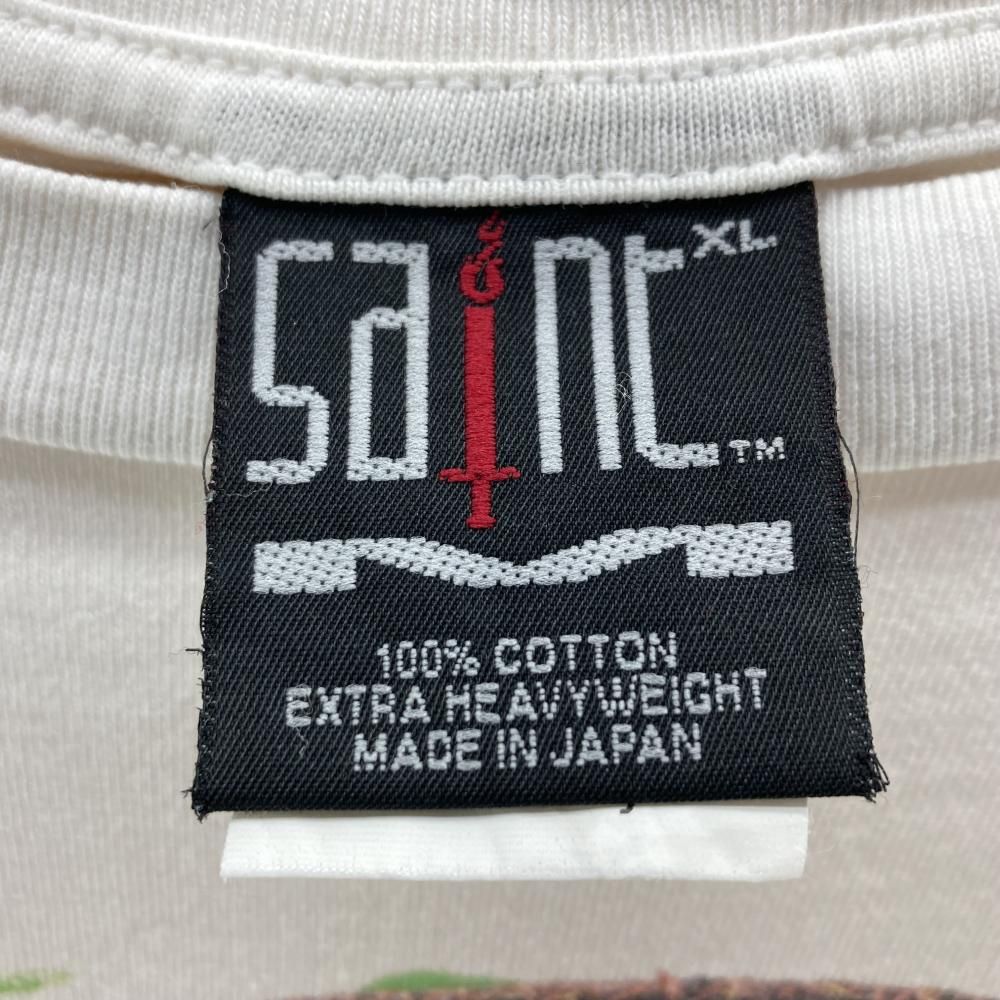 SaINT XL
TM
100% COTTON
EXTRA HEAVYWEIGHT
MADE IN JAPAN